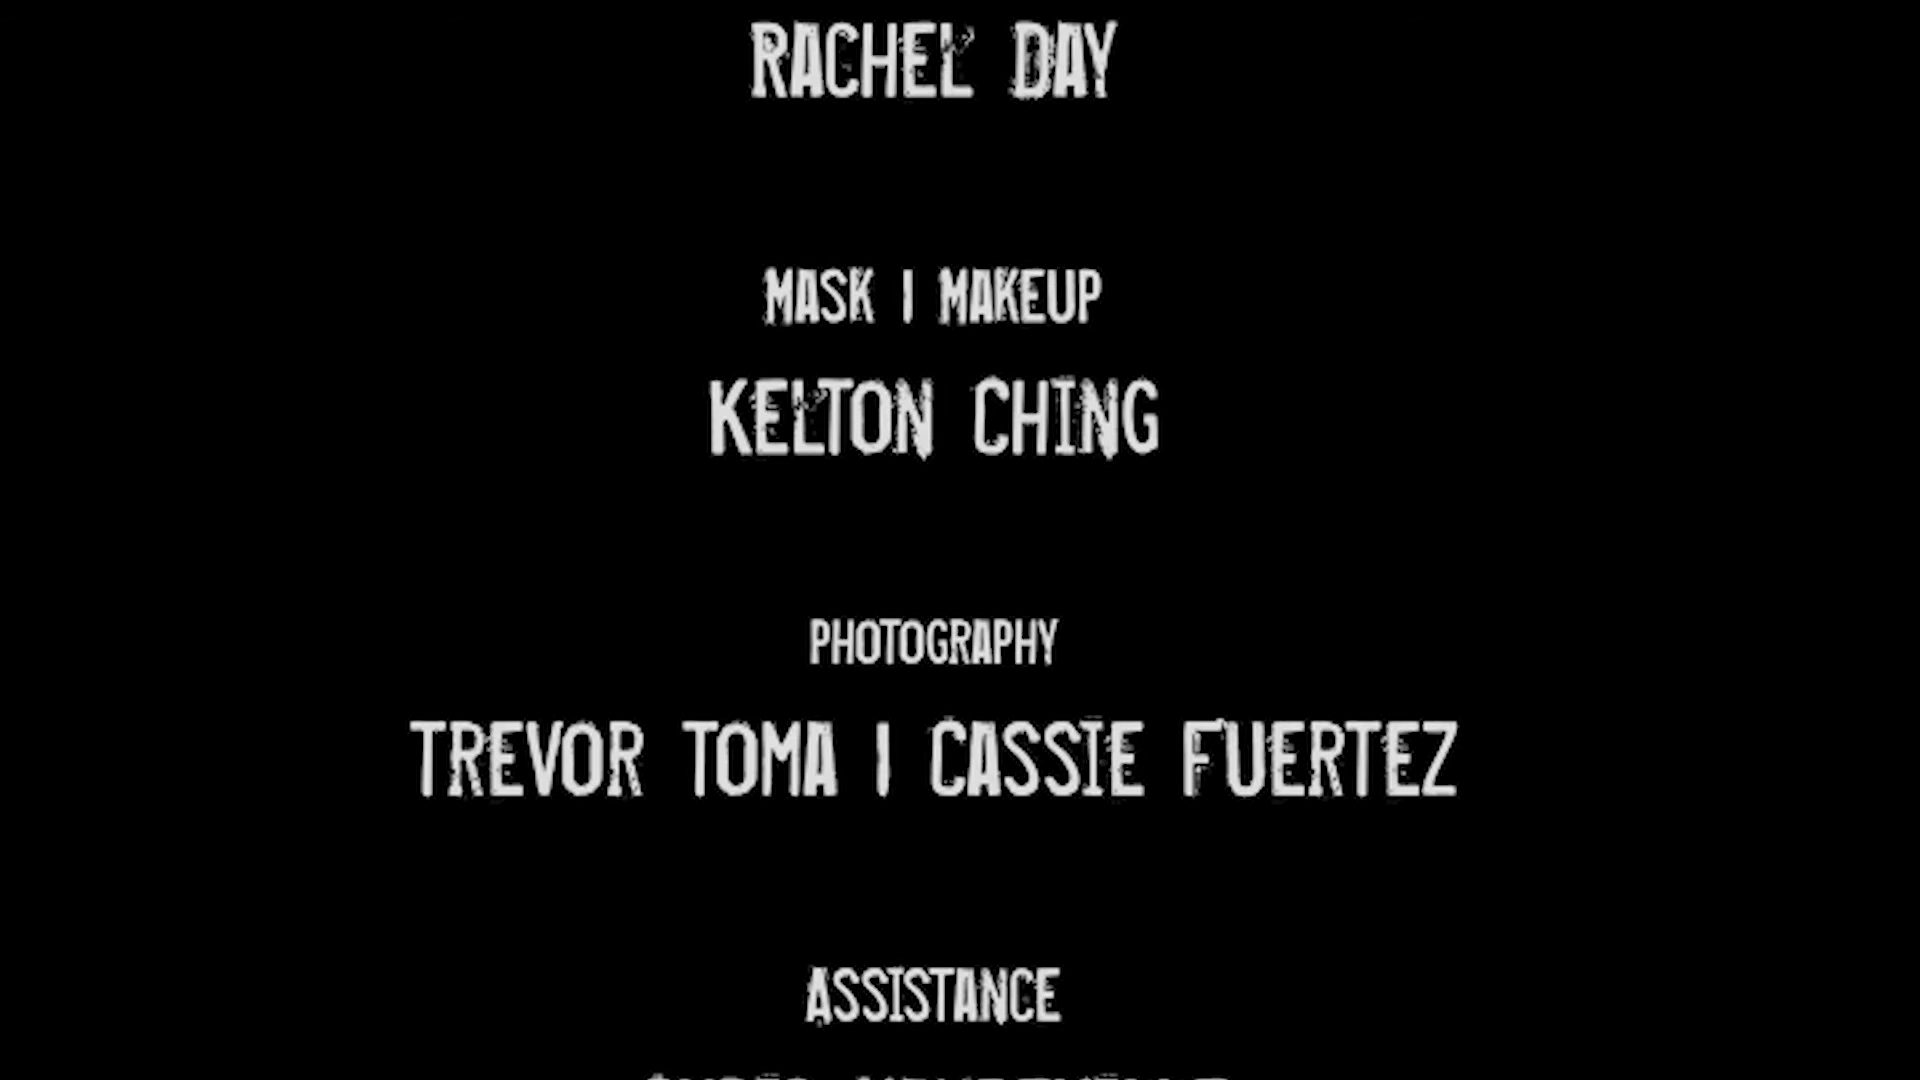 RACHEL DAY
MASK | MAKEUP
KELTON CHING
PHOTOGRAPHY
TREVOR TOMA | CASSIE FUERTEZ
ASSISTANCE